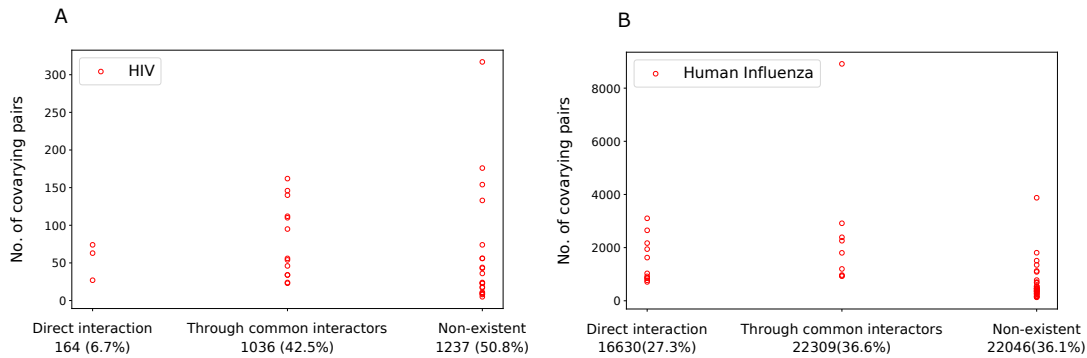 A
HIV
No. of covarying pairs
300
250
200
150
100
50
0
Direct interaction
164 (6.7%)
Through common interactors
1036 (42.5%)
Non-existent
1237 (50.8%)
B
Human Influenza
No. of covarying pairs
8000
6000
4000
2000
0
Direct interaction
16630(27.3%)
Through common interactors
22309(36.6%)
Non-existent
22046(36.1%)